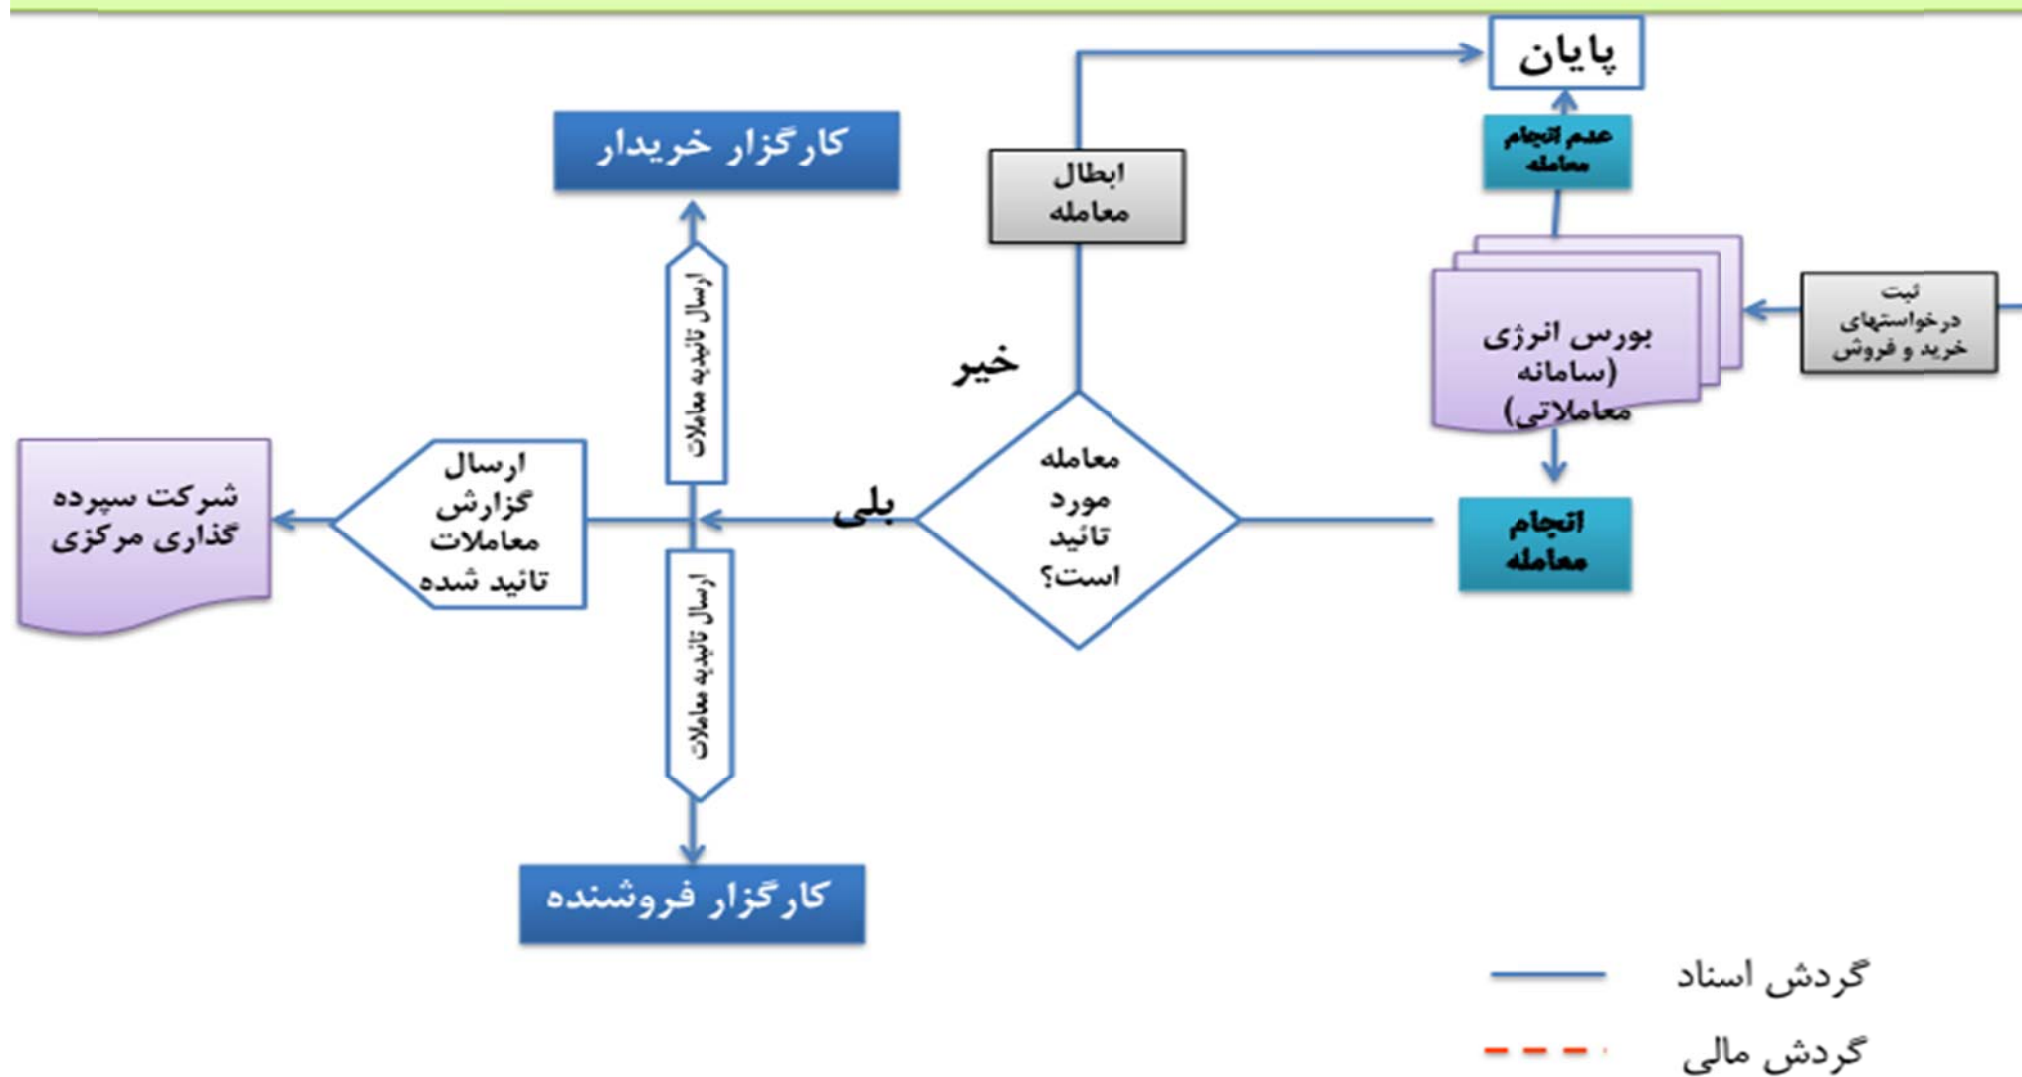 پایان
عدم انجام
معامله
ثبت
درخواستهای
خرید و فروش
بورس انرژی
(سامانه
معاملاتی)
انجام
معامله
ابطال
معامله
خیر
معامله
مورد
تائید
است؟
بلی
کارگزار خریدار
ارسال تائیدیه معاملات
ارسال تائیدیه معاملات
کارگزار فروشنده
ارسال
گزارش
معاملات
تائید شده
شرکت سپرده
گذاری مرکزی
گردش اسناد
گردش مالی